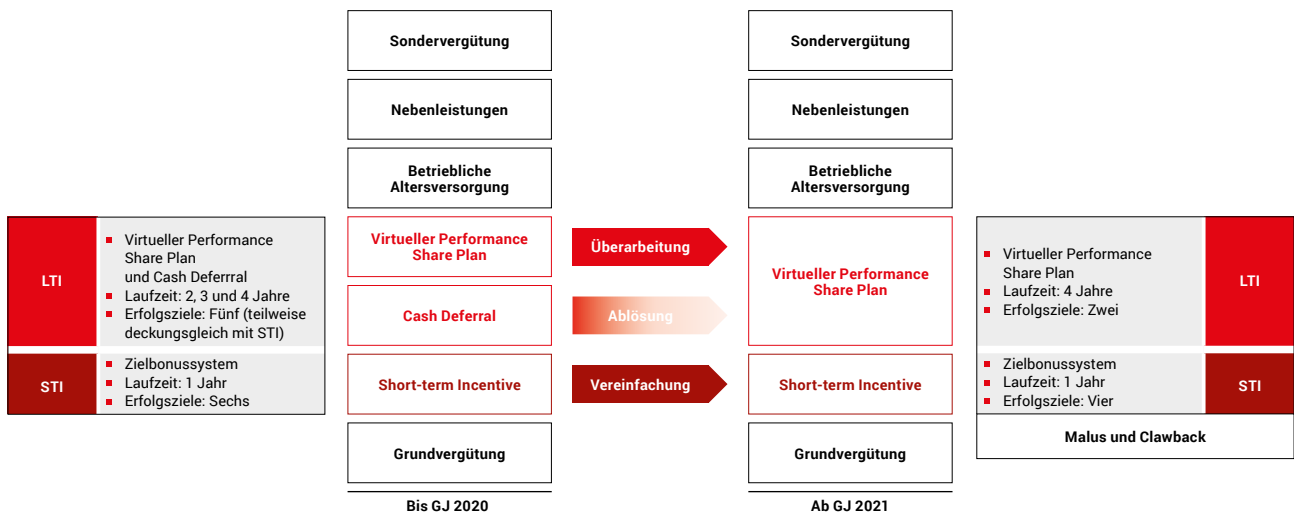 Sondervergütung
Nebenleistungen
Betriebliche
Altersversorgung
LTI
Virtueller Performance
Share Plan
und Cash Deferrral
Laufzeit: 2, 3 und 4 Jahre
Erfolgsziele: Fünf (teilweise
deckungsgleich mit STI)
STI
Zielbonussystem
Laufzeit: 1 Jahr
Erfolgsziele: Sechs
Virtueller Performance
Share Plan
Cash Deferral
Short-term Incentive
Grundvergütung
Bis GJ 2020
Überarbeitung
Ablösung
Vereinfachung
Sondervergütung
Nebenleistungen
Betriebliche
Altersversorgung
Virtueller Performance
Share Plan
Short-term Incentive
Grundvergütung
Ab GJ 2021
Virtueller Performance
Share Plan
Laufzeit: 4 Jahre
Erfolgsziele: Zwei
LTI
Zielbonussystem
Laufzeit: 1 Jahr
Erfolgsziele: Vier
STI
Malus und Clawback